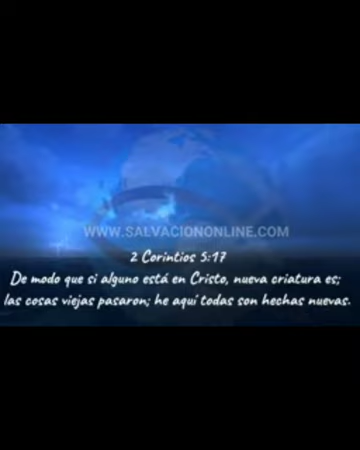 WWW.SALVACIONONLINE.COM
2 Corintios 5:17
De modo que si alguno está en Cristo, nueva criatura es;
las cosas viejas pasaron; he aquí todas son hechas nuevas.